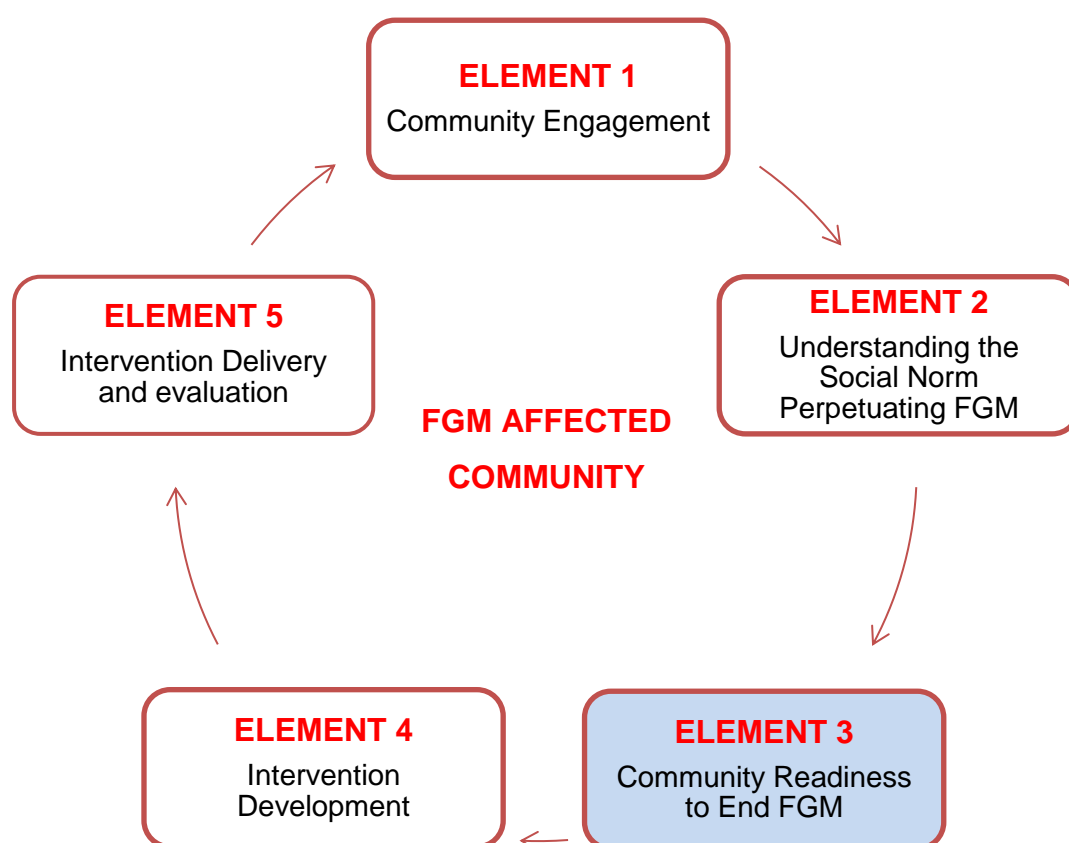 ELEMENT 1
Community Engagement
ELEMENT 2
Understanding the
Social Norm
Perpetuating FGM
ELEMENT 3
Community Readiness
to End FGM
ELEMENT 4
Intervention
Development
ELEMENT 5
Intervention Delivery
and evaluation
FGM AFFECTED
COMMUNITY